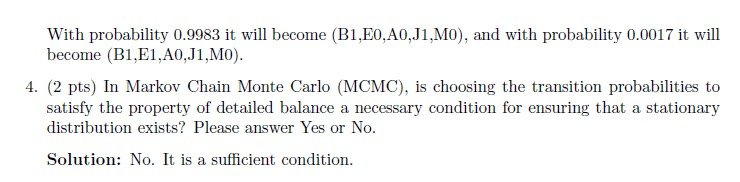 With probability 0.9983 it will become (B1,E0,A0,J1,M0), and with probability 0.0017 it will
become (B1,E1,A0,J1,M0).
4. (2 pts) In Markov Chain Monte Carlo (MCMC), is choosing the transition probabilities to
satisfy the property of detailed balance a necessary condition for ensuring that a stationary
distribution exists? Please answer Yes or No.
Solution: No. It is a sufficient condition.